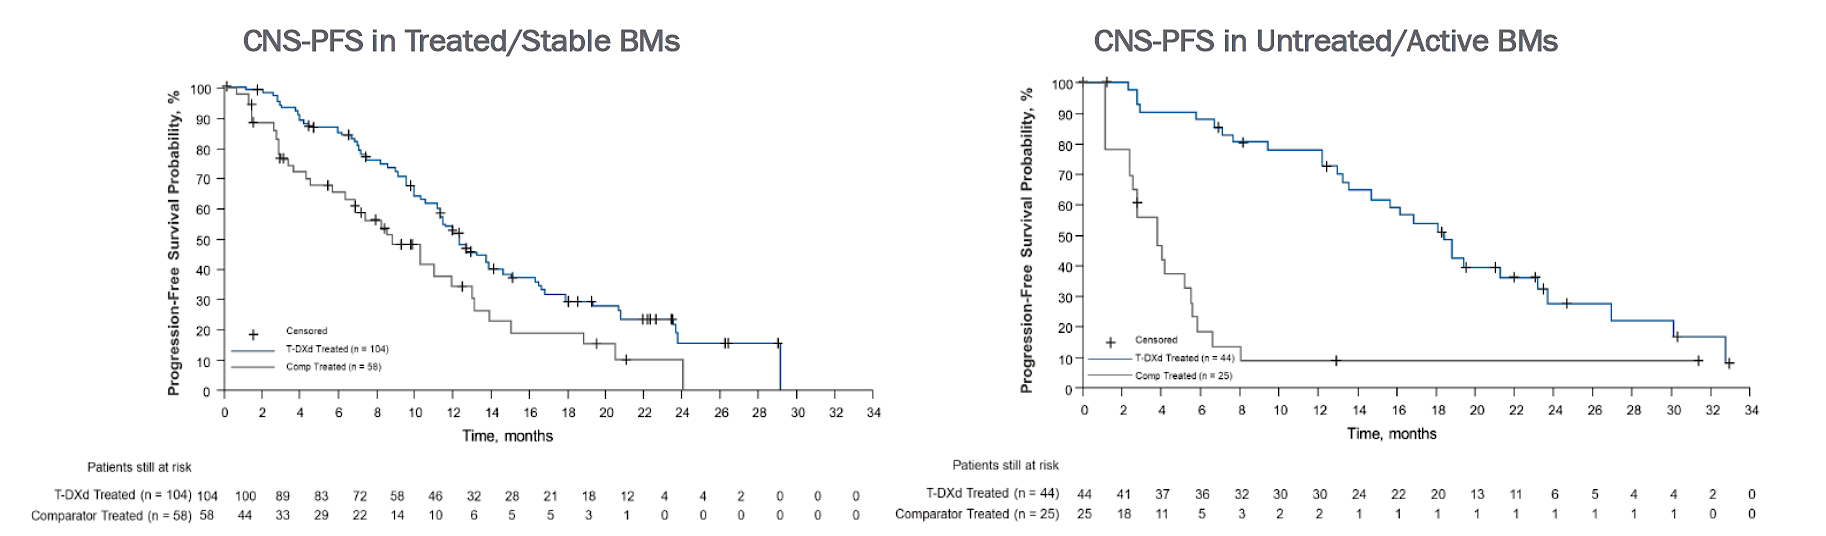 CNS-PFS in Treated/Stable BMs
Progression-Free Survival Probability, %
100
90
80
70
60
50
40
30
20
10
0
Censored
T-DXd Treated (n = 104)
Comp Treated (n = 58)
0 2 4 6 8 10 12 14 16 18 20 22 24 26 28 30 32 34
Time, months
Patients still at risk
T-DXd Treated (n = 104) 104 100 89 83 72 58 46 32 28 21 18 12 4 4 2 0 0 0
Comparator Treated (n = 58) 58 44 33 29 22 14 10 6 5 5 3 1 0 0 0 0 0 0
CNS-PFS in Untreated/Active BMs
Progression-Free Survival Probability, %
100
90
80
70
60
50
40
30
20
10
0
Censored
T-DXd Treated (n = 44)
Comp Treated (n = 25)
0 2 4 6 8 10 12 14 16 18 20 22 24 26 28 30 32 34
Time, months
Patients still at risk
T-DXd Treated (n = 44) 44 41 37 36 32 30 30 24 22 20 13 11 6 5 4 4 2 0
Comparator Treated (n = 25) 25 18 11 5 3 2 2 1 1 1 1 1 1 1 1 1 0 0